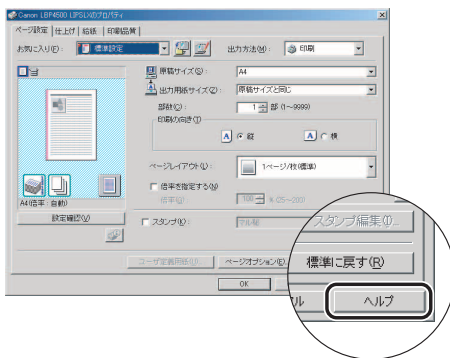 Canon LBP4500 LIPSLXのプロパティ
ページ設定 仕上げ 給紙 印刷品質
お気に入り(F): 標準設定 出力方法(M): 印刷
原稿サイズ(S): A4
出力用紙サイズ(Z): 原稿サイズと同じ
部数(C): 1 部 (1~9999)
印刷の向き(T)
A 縦 A 横
ページレイアウト(L): 1ページ/枚(標準)
倍率を指定する(N)
倍率(G): 100 % (25~200)
A4(倍率:自動)
設定確認(V) スタンプ(K): マル秘 スタンプ編集(I)...
ユーザ定義用紙(U)... ページオプション(E) 標準に戻す(R)
OK ル ヘルプ